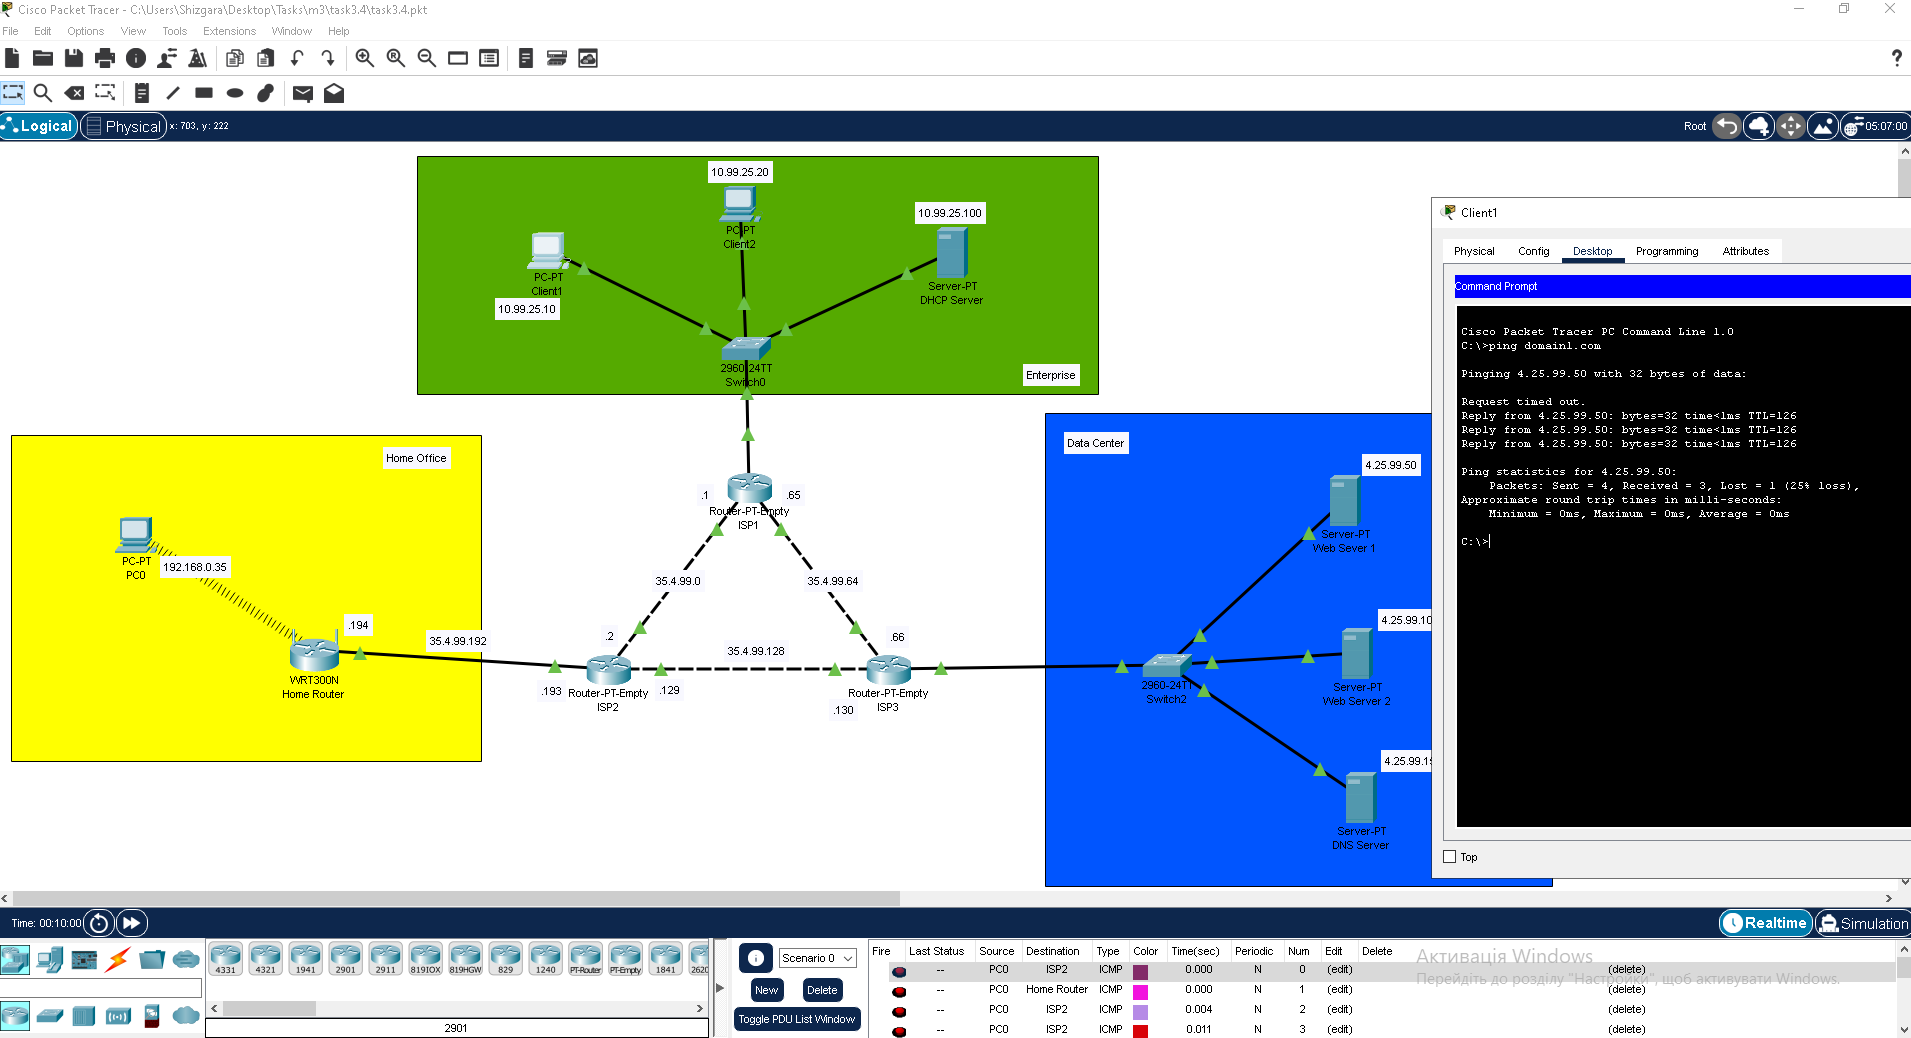 Cisco Packet Tracer - C:\Users\Shizgara\Desktop\Tasks\m3\task3.4\task3.4.pkt
File Edit Options View Tools Extensions Window Help
Logical Physical x: 703, y: 222
Root 05:07:00
10.99.25.20
PC-PT
Client2
10.99.25.100
Server-PT
DHCP Server
PC-PT
Client1
10.99.25.10
2960-24TT
Switch0
Enterprise
Home Office
PC-PT
PC0
192.168.0.35
.194
WRT300N
Home Router
35.4.99.192
.1
.65
Router-PT-Empty
ISP1
35.4.99.0
35.4.99.64
.2
.66
35.4.99.128
.193
Router-PT-Empty
ISP2
.129
.130
Router-PT-Empty
ISP3
Data Center
4.25.99.50
Server-PT
Web Sever 1
4.25.99.10
2960-24TT
Switch2
Server-PT
Web Server 2
4.25.99.15
Server-PT
DNS Server
Client1
Physical Config Desktop Programming Attributes
Command Prompt
Cisco Packet Tracer PC Command Line 1.0
C:\>ping domain1.com
Pinging 4.25.99.50 with 32 bytes of data:
Request timed out.
Reply from 4.25.99.50: bytes=32 time<1ms TTL=126
Reply from 4.25.99.50: bytes=32 time<1ms TTL=126
Reply from 4.25.99.50: bytes=32 time<1ms TTL=126
Ping statistics for 4.25.99.50:
Packets: Sent = 4, Received = 3, Lost = 1 (25% loss),
Approximate round trip times in milli-seconds:
Minimum = 0ms, Maximum = 0ms, Average = 0ms
C:\>
Top
Time: 00:10:00
Realtime Simulation
4331 4321 1941 2901 2911 819IOX 819HGW 829 1240 PT-Router PT-Empty 1841 2620
2901
Scenario 0
New Delete
Toggle PDU List Window
Fire Last Status Source Destination Type Color Time(sec) Periodic Num Edit Delete
-- PC0 ISP2 ICMP 0.000 N 0 (edit) (delete)
-- PC0 Home Router ICMP 0.000 N 1 (edit) (delete)
-- PC0 ISP2 ICMP 0.004 N 2 (edit) (delete)
-- PC0 ISP2 ICMP 0.011 N 3 (edit) (delete)
Активація Windows
Перейдіть до розділу "Настройки", щоб активувати Windows.